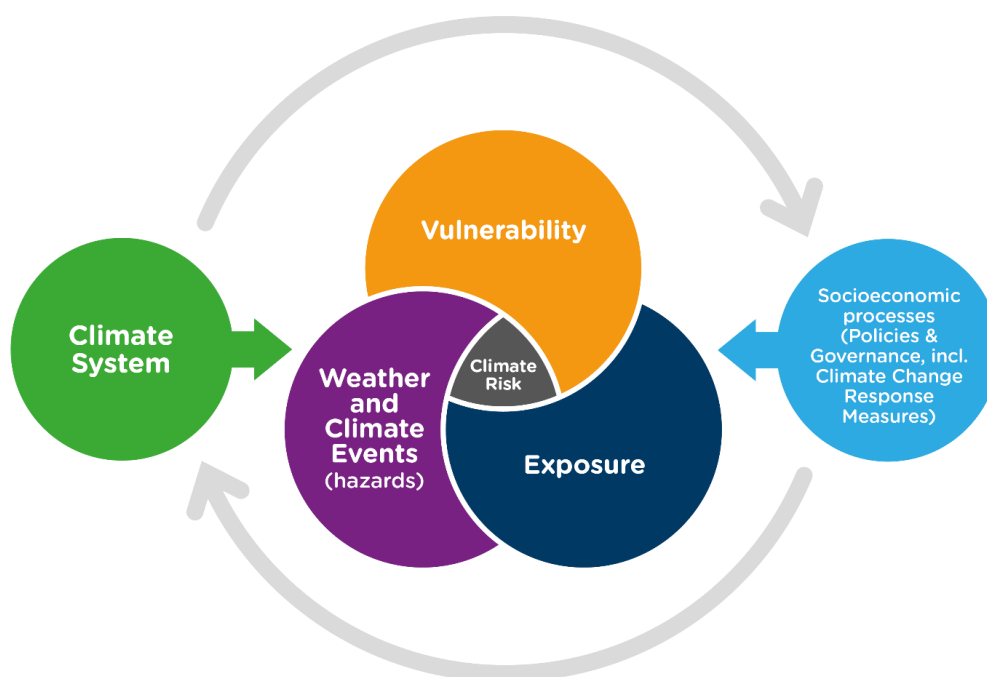 Vulnerability
Climate
System
Weather
and
Climate
Events
(hazards)
Climate
Risk
Exposure
Socioeconomic
processes
(Policies &
Governance, incl.
Climate Change
Response
Measures)